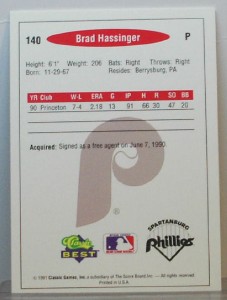 140 Brad Hassinger P
Height: 6'1" Weight: 206 Bats: Right Throws: Right
Born: 11-29-67 Resides: Berrysburg, PA
YR Club W-L ERA G IP H R SO BB
90 Princeton 7-4 2.18 13 91 66 30 47 20
Acquired: Signed as a free agent on June 7, 1990.
Classic
BEST
SPARTANBURG
Phillies
© 1991 Classic Games, Inc. a subsidiary of The Score Board, Inc. All rights reserved
Printed in U.S.A.